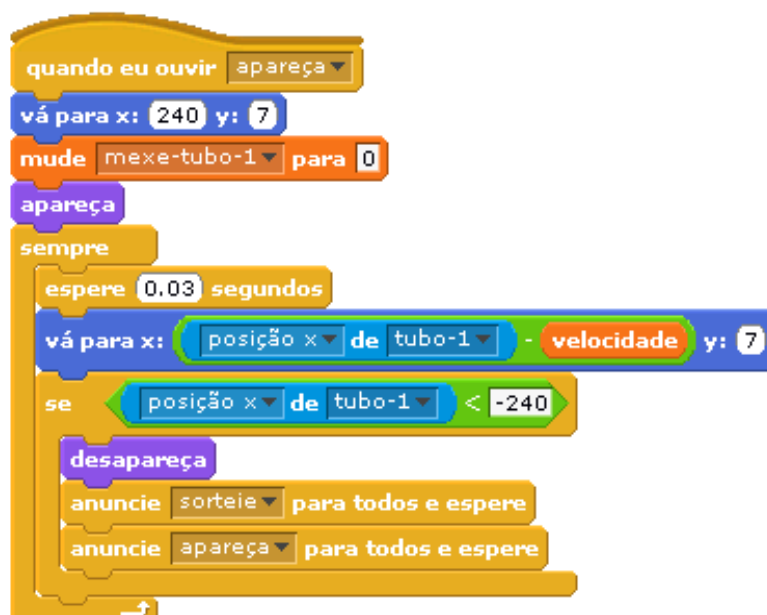 quando eu ouvir apareça
vá para x: 240 y: 7
mude mexe-tubo-1 para 0
apareça
sempre
espere 0.03 segundos
vá para x: posição x de tubo-1 - velocidade y: 7
se posição x de tubo-1 < -240
desapareça
anuncie sorteie para todos e espere
anuncie apareça para todos e espere